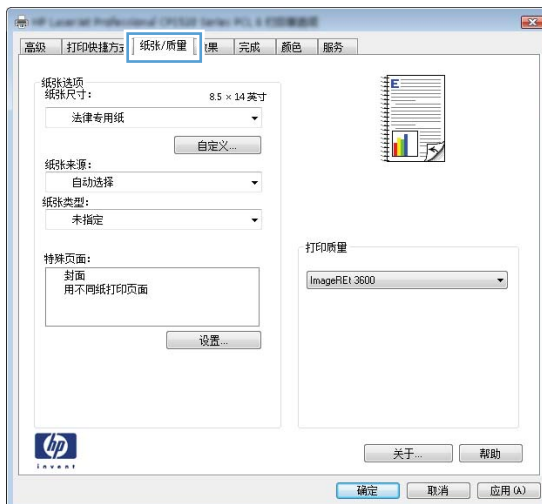 高级 打印快捷方式 纸张/质量 效果 完成 颜色 服务
纸张选项
纸张尺寸: 8.5 × 14 英寸
法律专用纸
自定义...
纸张来源:
自动选择
纸张类型:
未指定
特殊页面:
封面
用不同纸打印页面
设置...
E
打印质量
ImageREt 3600
hp
invent
关于... 帮助
确定 取消 应用 (A)